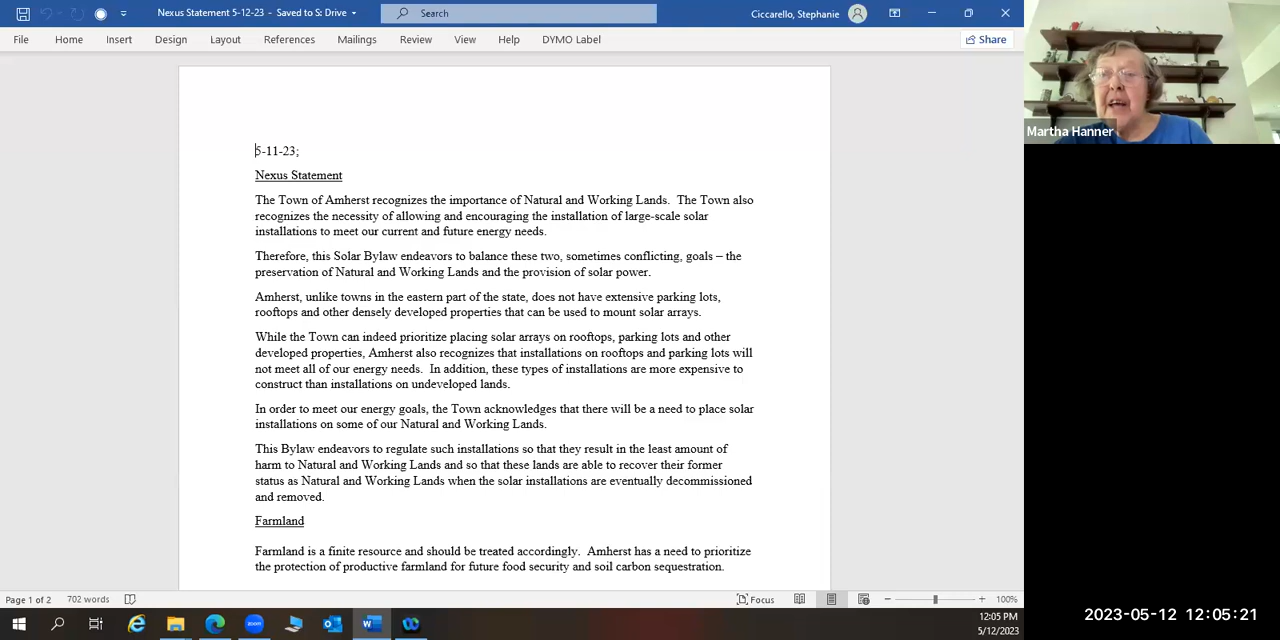 Nexus Statement 5-12-23 - Saved to S: Drive
Search
Ciccarello, Stephanie
File Home Insert Design Layout References Mailings Review View Help DYMO Label
Share
5-11-23;
Nexus Statement
The Town of Amherst recognizes the importance of Natural and Working Lands. The Town also
recognizes the necessity of allowing and encouraging the installation of large-scale solar
installations to meet our current and future energy needs.
Therefore, this Solar Bylaw endeavors to balance these two, sometimes conflicting, goals – the
preservation of Natural and Working Lands and the provision of solar power.
Amherst, unlike towns in the eastern part of the state, does not have extensive parking lots,
rooftops and other densely developed properties that can be used to mount solar arrays.
While the Town can indeed prioritize placing solar arrays on rooftops, parking lots and other
developed properties, Amherst also recognizes that installations on rooftops and parking lots will
not meet all of our energy needs. In addition, these types of installations are more expensive to
construct than installations on undeveloped lands.
In order to meet our energy goals, the Town acknowledges that there will be a need to place solar
installations on some of our Natural and Working Lands.
This Bylaw endeavors to regulate such installations so that they result in the least amount of
harm to Natural and Working Lands and so that these lands are able to recover their former
status as Natural and Working Lands when the solar installations are eventually decommissioned
and removed.
Farmland
Farmland is a finite resource and should be treated accordingly. Amherst has a need to prioritize
the protection of productive farmland for future food security and soil carbon sequestration.
Page 1 of 2 702 words
Focus
100%
zoom
12:05 PM
5/12/2023
Martha Hanner
2023-05-12 12:05:21